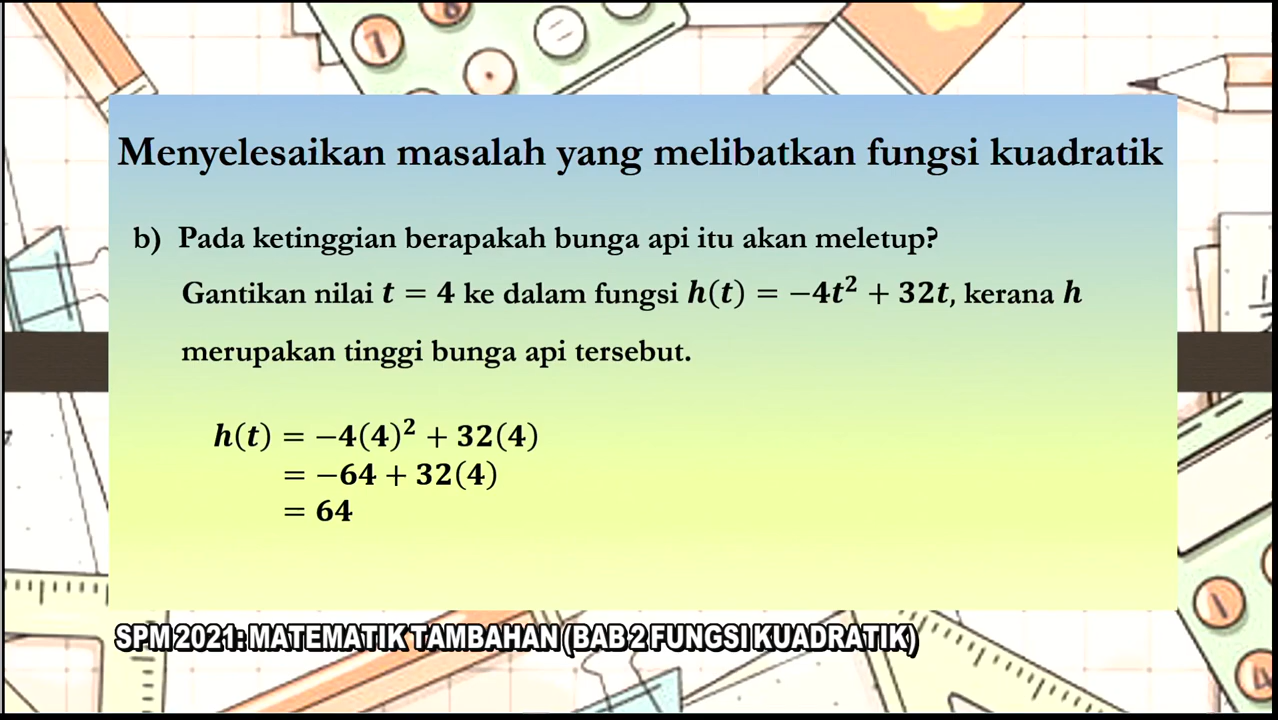 Menyelesaikan masalah yang melibatkan fungsi kuadratik
b) Pada ketinggian berapakah bunga api itu akan meletup?
Gantikan nilai t = 4 ke dalam fungsi h(t) = −4t² + 32t, kerana h
merupakan tinggi bunga api tersebut.
h(t) = −4(4)² + 32(4)
= −64 + 32(4)
= 64
SPM 2021: MATEMATIK TAMBAHAN (BAB 2 FUNGSI KUADRATIK)